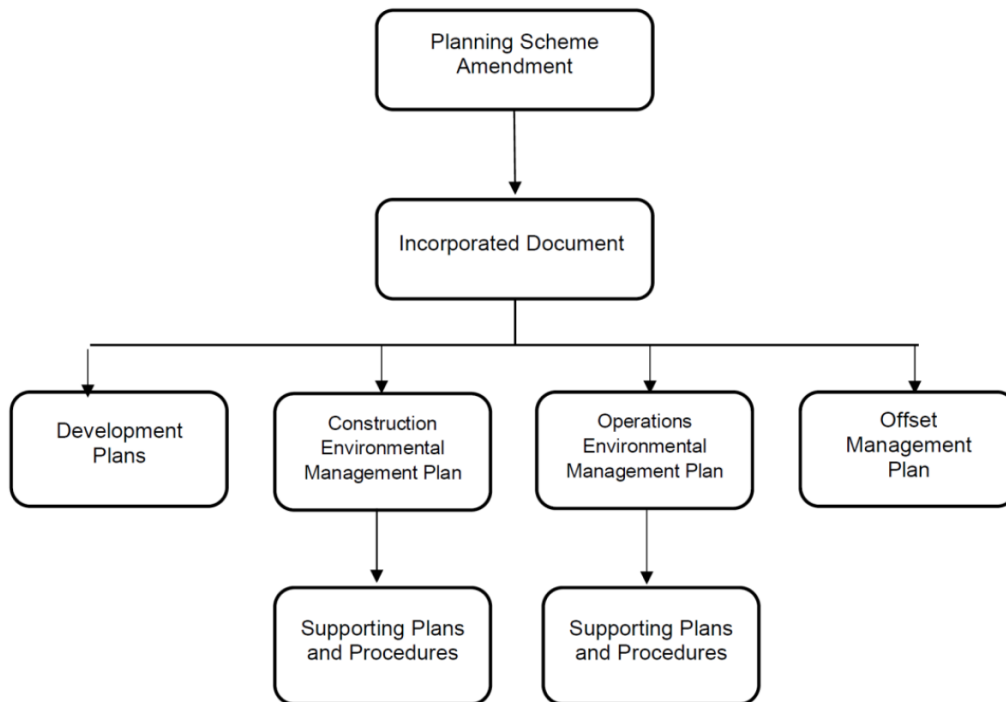 Planning Scheme
Amendment
Incorporated Document
Development
Plans
Construction
Environmental
Management Plan
Operations
Environmental
Management Plan
Offset
Management
Plan
Supporting Plans
and Procedures
Supporting Plans
and Procedures